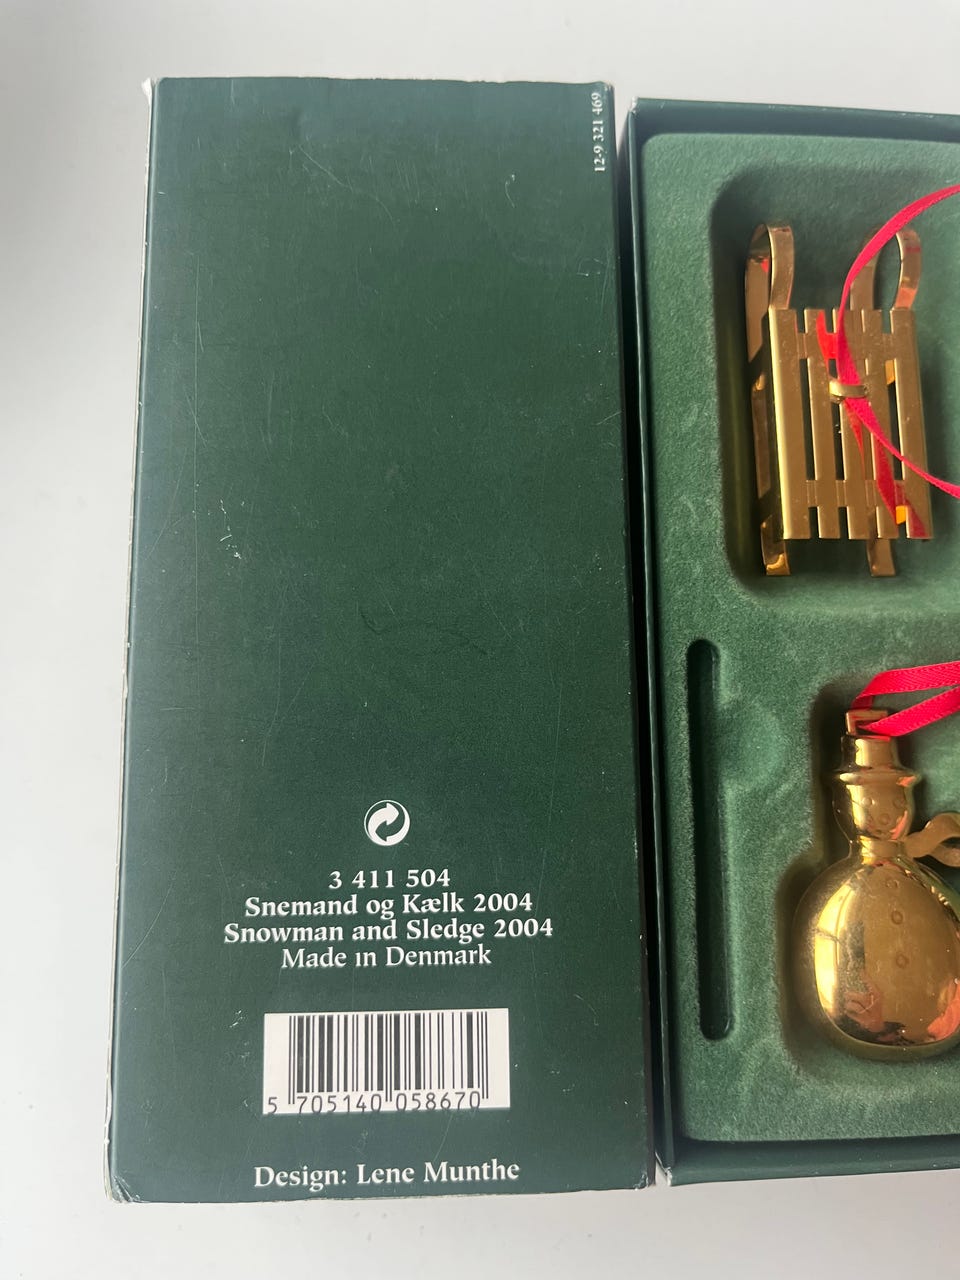 12-9 321 469
3 411 504
Snemand og Kælk 2004
Snowman and Sledge 2004
Made in Denmark
5 705140 058670
Design: Lene Munthe